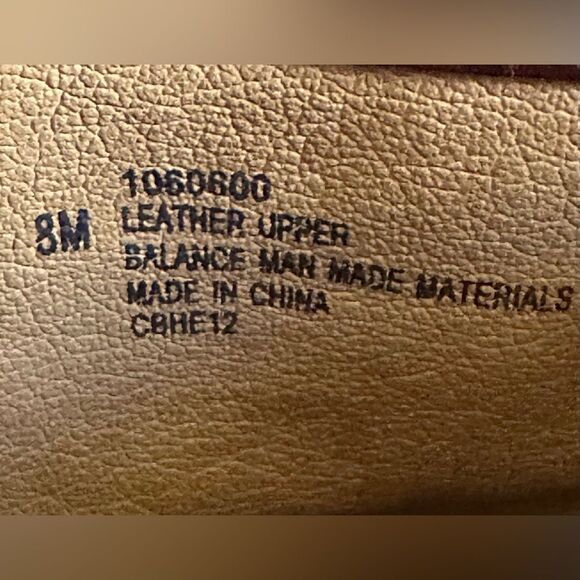 1060600
8M LEATHER UPPER
BALANCE MAN MADE MATERIALS
MADE IN CHINA
CBHE12